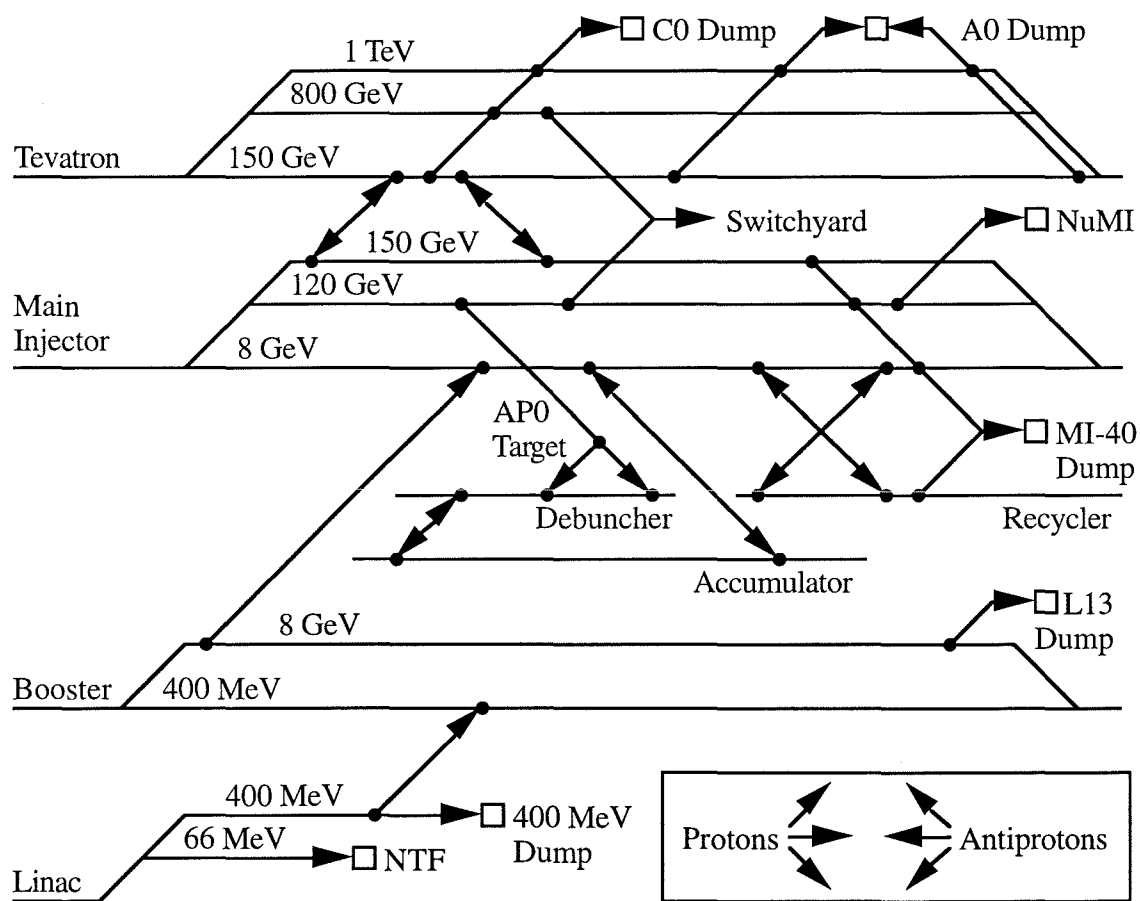 C0 Dump
A0 Dump
1 TeV
800 GeV
Tevatron
150 GeV
Switchyard
NuMI
150 GeV
120 GeV
Main
Injector
8 GeV
AP0
Target
MI-40
Dump
Debuncher
Recycler
Accumulator
L13
Dump
8 GeV
Booster
400 MeV
400 MeV
400 MeV
Dump
66 MeV
NTF
Linac
Protons
Antiprotons